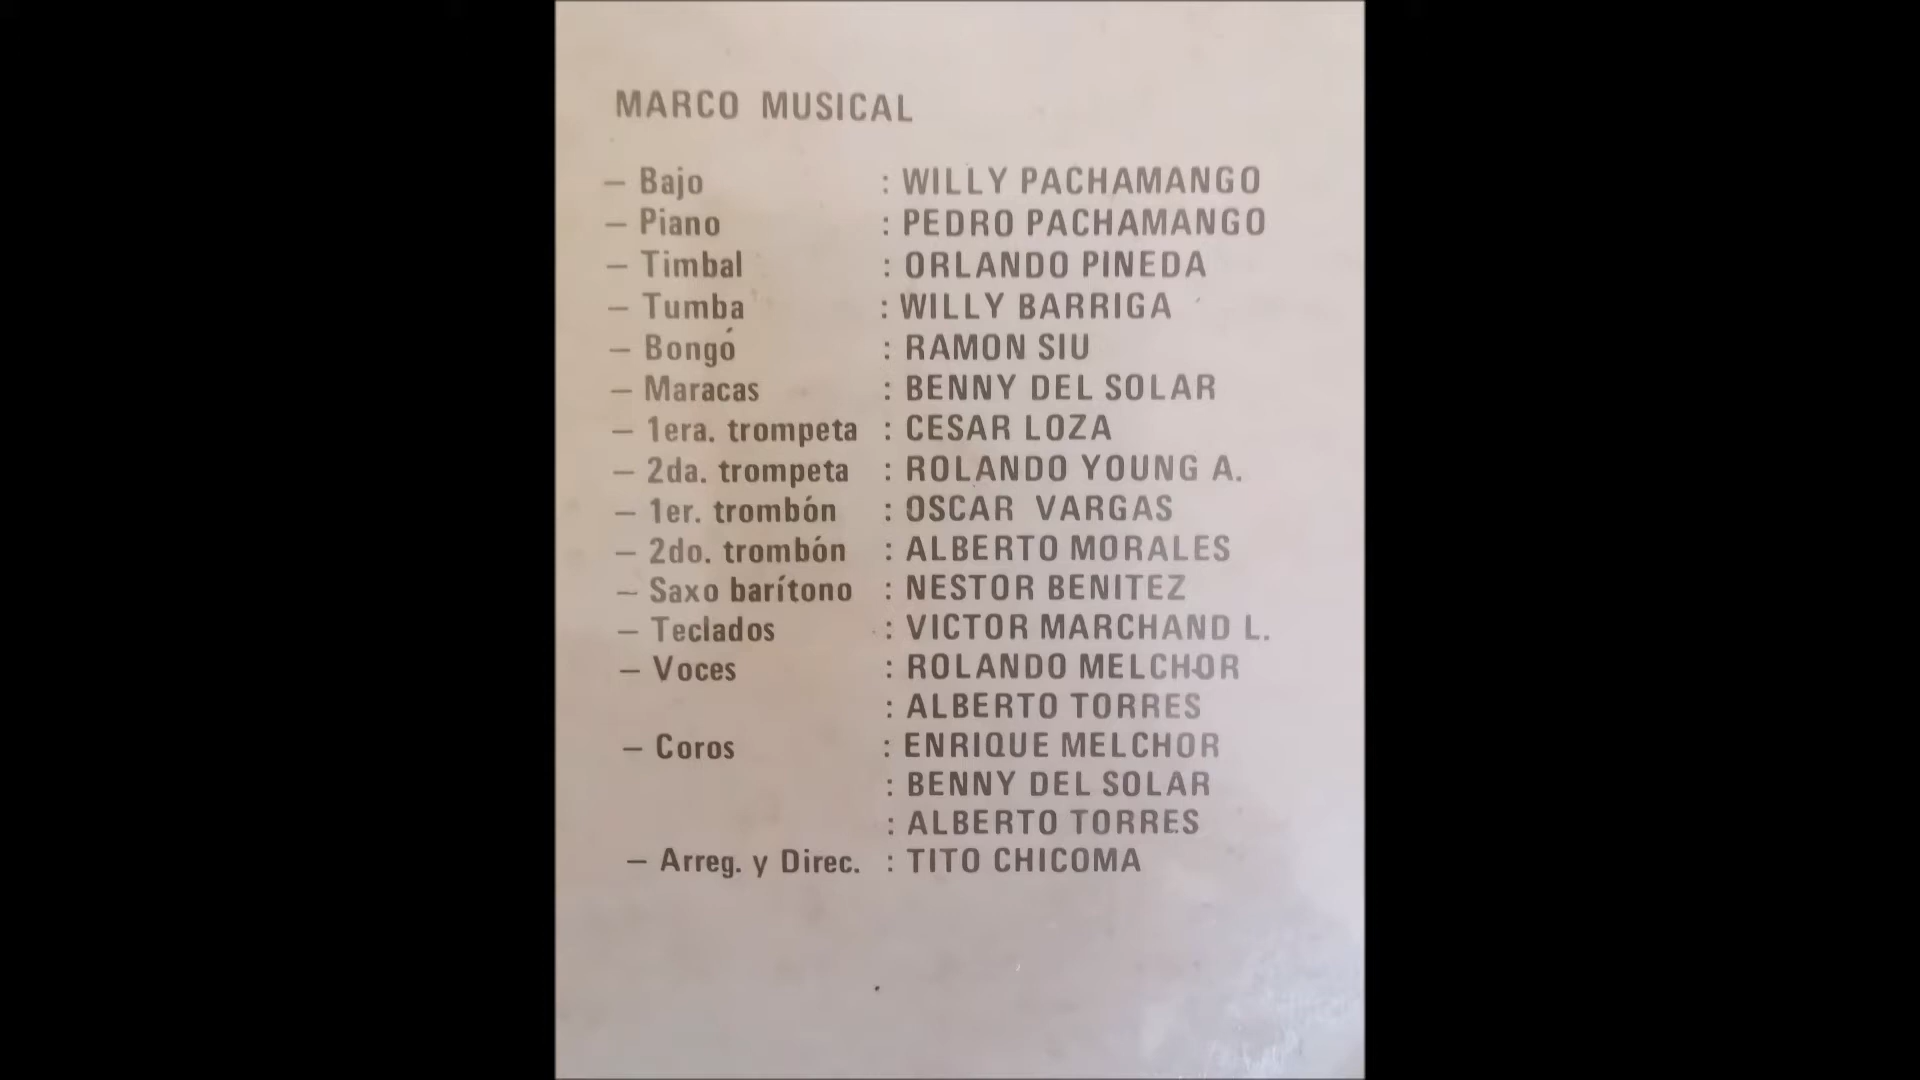 MARCO MUSICAL
– Bajo : WILLY PACHAMANGO
– Piano : PEDRO PACHAMANGO
– Timbal : ORLANDO PINEDA
– Tumba : WILLY BARRIGA
– Bongó : RAMON SIU
– Maracas : BENNY DEL SOLAR
– 1era. trompeta : CESAR LOZA
– 2da. trompeta : ROLANDO YOUNG A.
– 1er. trombón : OSCAR VARGAS
– 2do. trombón : ALBERTO MORALES
– Saxo barítono : NESTOR BENITEZ
– Teclados : VICTOR MARCHAND L.
– Voces : ROLANDO MELCHOR
: ALBERTO TORRES
– Coros : ENRIQUE MELCHOR
: BENNY DEL SOLAR
: ALBERTO TORRES
– Arreg. y Direc. : TITO CHICOMA